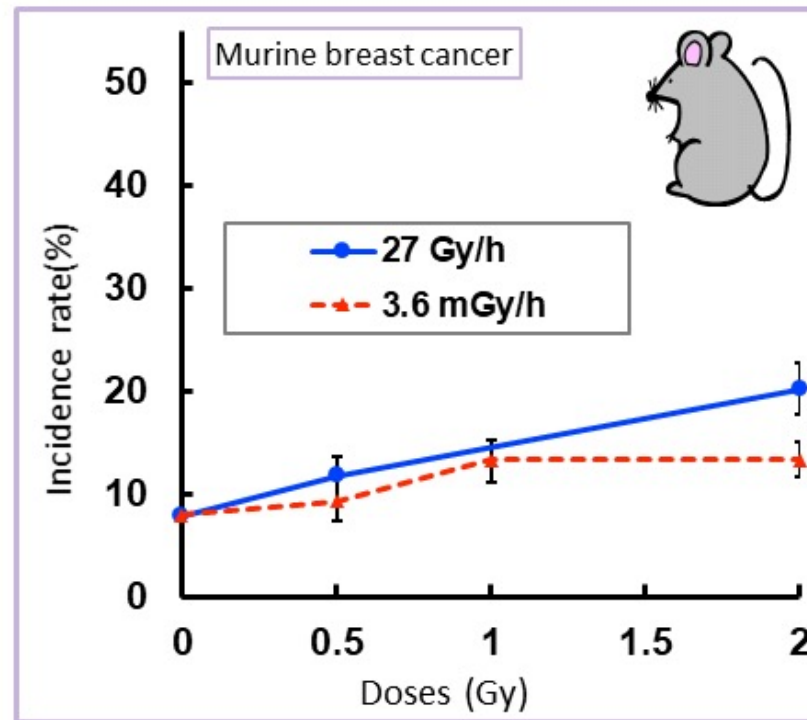 Murine breast cancer
50
40
30
20
10
0
Incidence rate(%)
27 Gy/h
3.6 mGy/h
0 0.5 1 1.5 2
Doses (Gy)